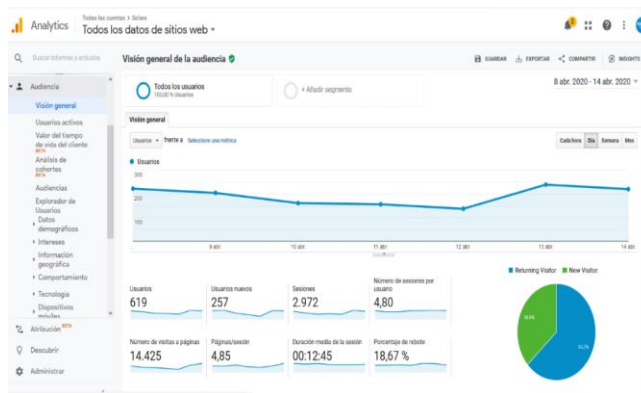 Todas las cuentas > Solara
Analytics
Todos los datos de sitios web
Buscar informes y artículos
Visión general de la audiencia
GUARDAR
EXPORTAR
COMPARTIR
INSIGHTS
Audiencia
Visión general
Usuarios activos
Valor del tiempo
de vida del cliente
BETA
Análisis de
cohortes
BETA
Audiencias
Explorador de
Usuarios
Datos
demográficos
Intereses
Información
geográfica
Comportamiento
Tecnología
Dispositivos
móviles
Atribución BETA
Descubrir
Administrar
Todos los usuarios
100,00 % Usuarios
+ Añadir segmento
8 abr. 2020 - 14 abr. 2020
Visión general
Usuarios
frente a
Seleccione una métrica
Cada hora
Día
Semana
Mes
Usuarios
300
200
100
9 abr.
10 abr.
11 abr.
12 abr.
13 abr.
14 abr.
Returning Visitor
New Visitor
Usuarios
619
Usuarios nuevos
257
Sesiones
2.972
Número de sesiones por
usuario
4,80
Número de visitas a páginas
14.425
Páginas/sesión
4,85
Duración media de la sesión
00:12:45
Porcentaje de rebote
18,67 %